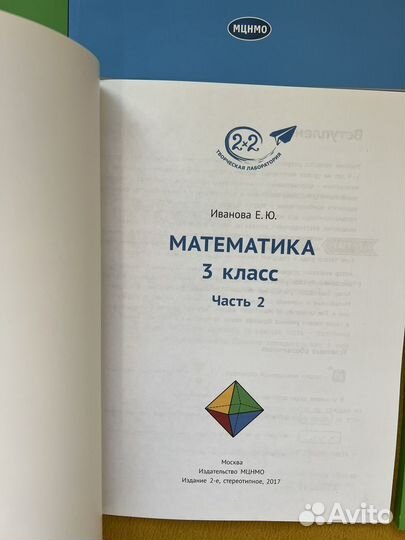 МЦНМО
2×2
ТВОРЧЕСКАЯ ЛАБОРАТОРИЯ
Иванова Е. Ю.
МАТЕМАТИКА
3 класс
Часть 2
Москва
Издательство МЦНМО
Издание 2-е, стереотипное, 2017
Avito